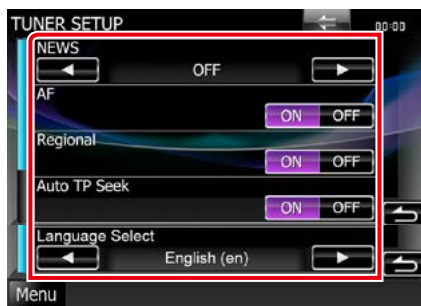 TUNER SETUP 00:00
NEWS
OFF
AF
ON OFF
Regional
ON OFF
Auto TP Seek
ON OFF
Language Select
English (en)
Menu